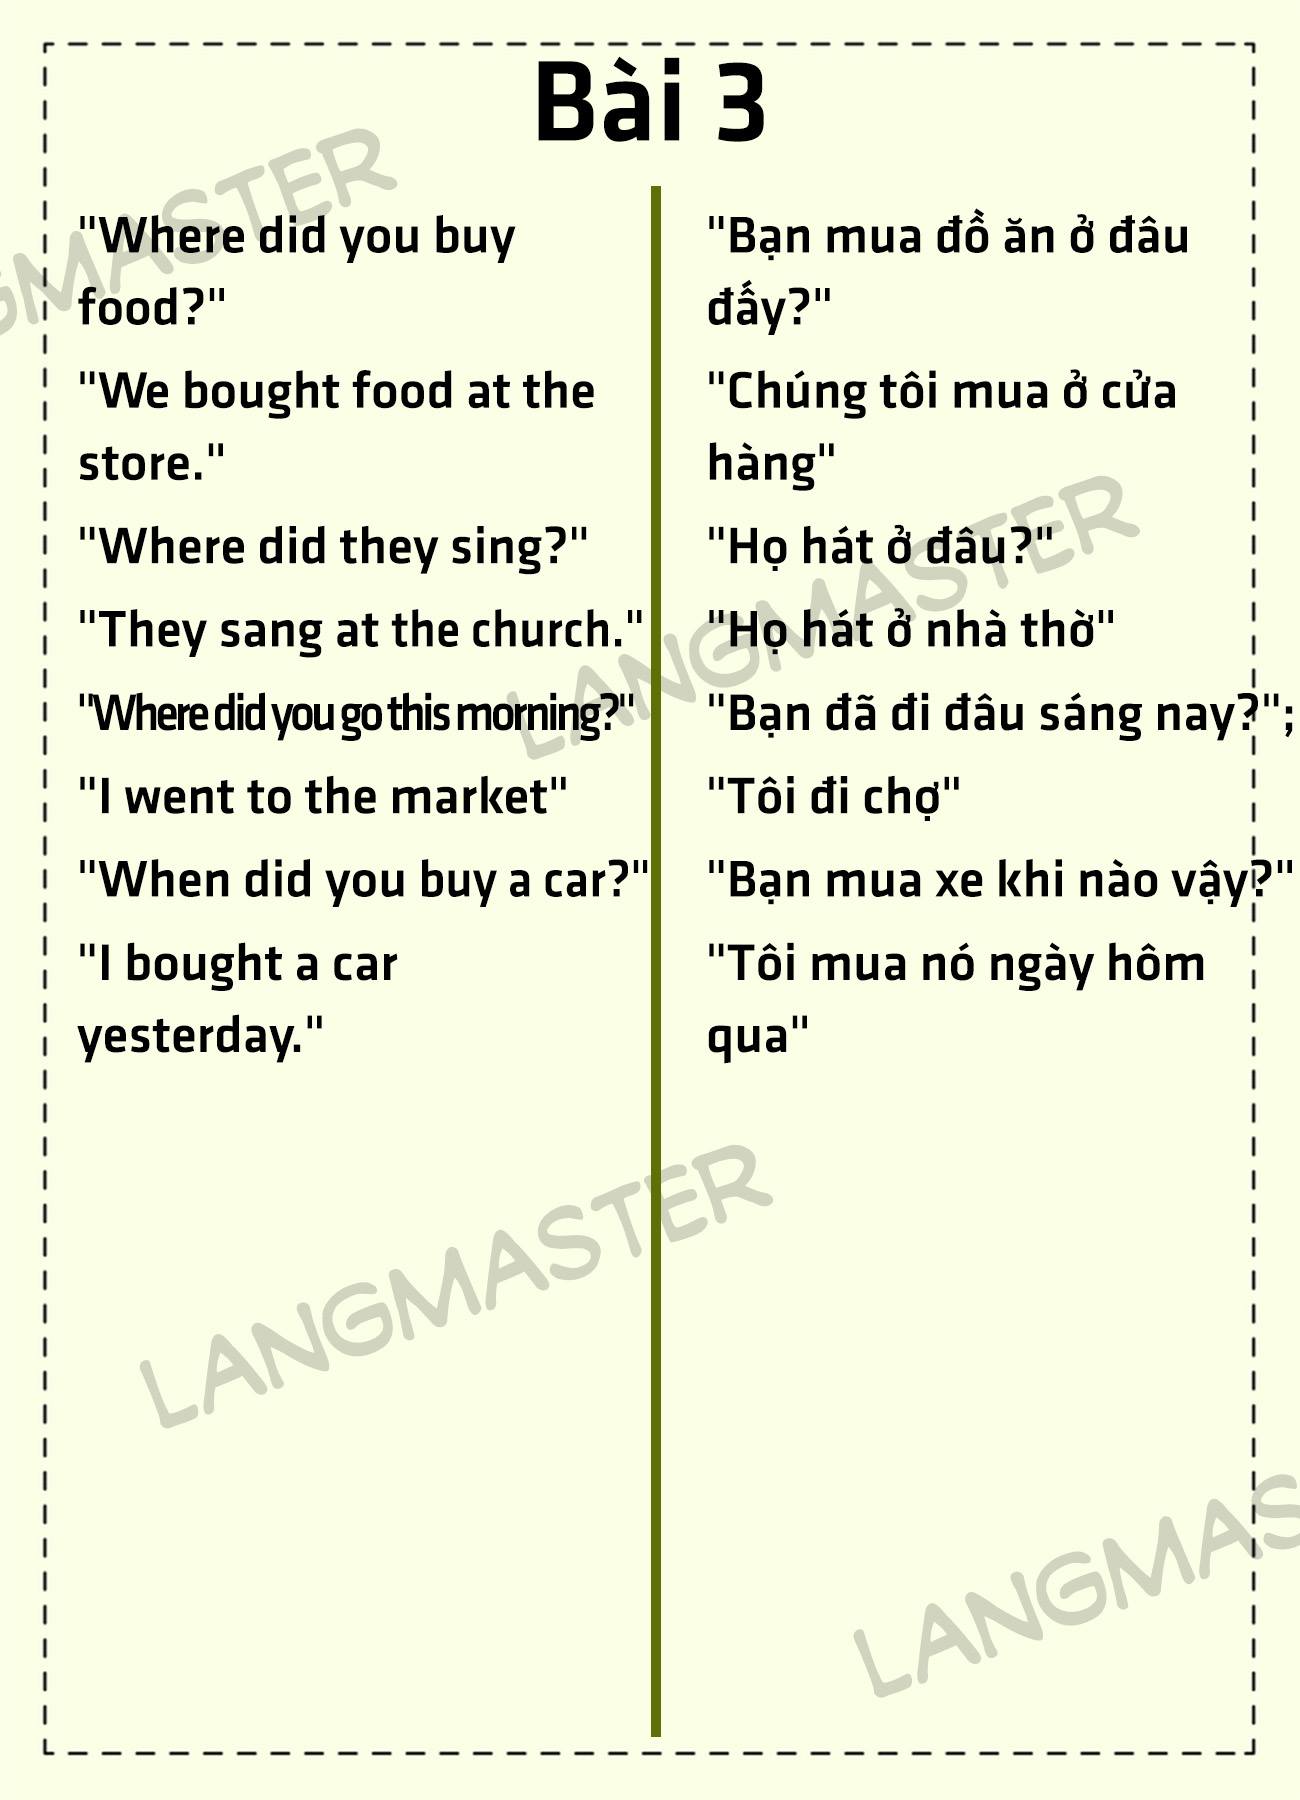 Bài 3
"Where did you buy
food?"
"We bought food at the
store."
"Where did they sing?"
"They sang at the church."
"Where did you go this morning?"
"I went to the market"
"When did you buy a car?"
"I bought a car
yesterday."
"Bạn mua đồ ăn ở đâu
đấy?"
"Chúng tôi mua ở cửa
hàng"
"Họ hát ở đâu?"
"Họ hát ở nhà thờ"
"Bạn đã đi đâu sáng nay?";
"Tôi đi chợ"
"Bạn mua xe khi nào vậy?"
"Tôi mua nó ngày hôm
qua"
GMASTER
LANGMASTER
LANGMASTER
LANGMAS